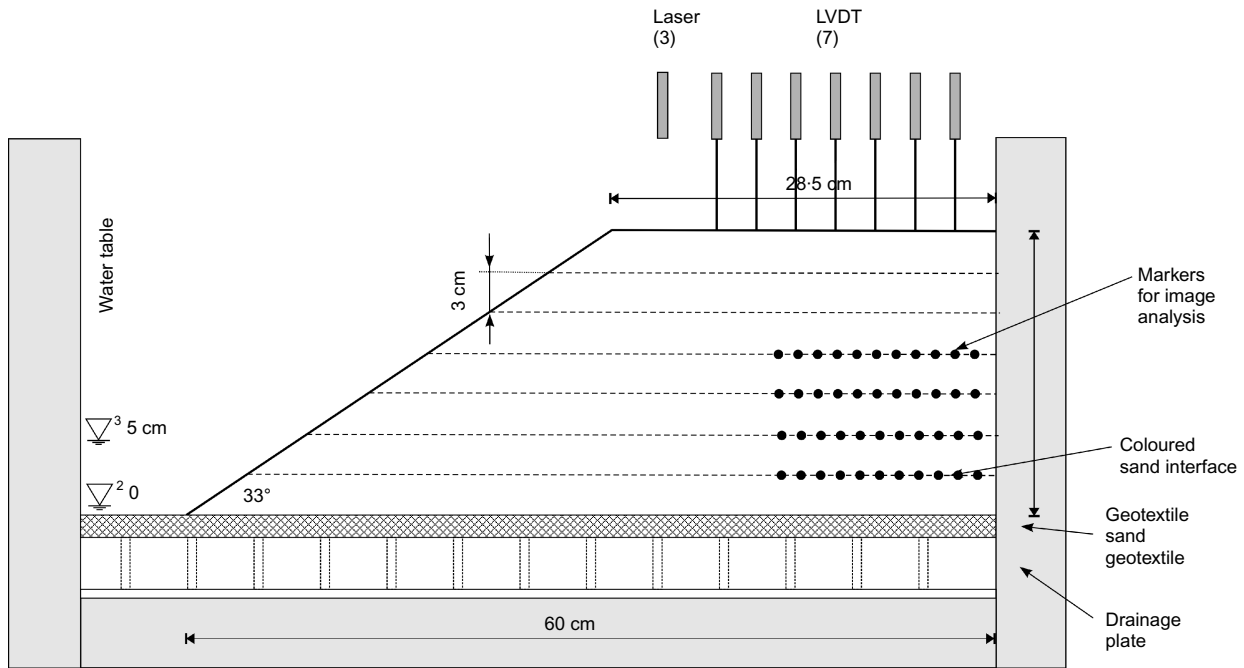 Laser
(3)
LVDT
(7)
28·5 cm
Water table
3 cm
Markers
for image
analysis
3 5 cm
Coloured
sand interface
2 0
33°
Geotextile
sand
geotextile
60 cm
Drainage
plate